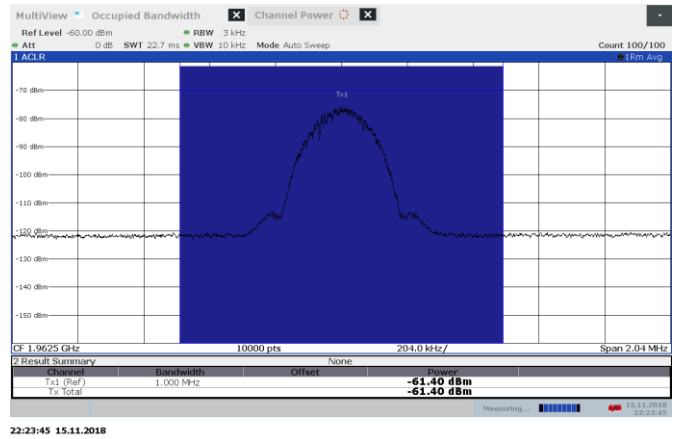 MultiView Occupied Bandwidth X Channel Power X
Ref Level -60.00 dBm RBW 3 kHz
Att 0 dB SWT 22.7 ms VBW 10 kHz Mode Auto Sweep Count 100/100
1 ACLR 1Rm Avg
-70 dBm
Tx1
-80 dBm
-90 dBm
-100 dBm
-110 dBm
-120 dBm
-130 dBm
-140 dBm
-150 dBm
CF 1.9625 GHz 10000 pts 204.0 kHz/ Span 2.04 MHz
2 Result Summary None
Channel Bandwidth Offset Power
Tx1 (Ref) 1.000 MHz -61.40 dBm
Tx Total -61.40 dBm
Measuring... 15.11.2018
22:23:45
22:23:45 15.11.2018